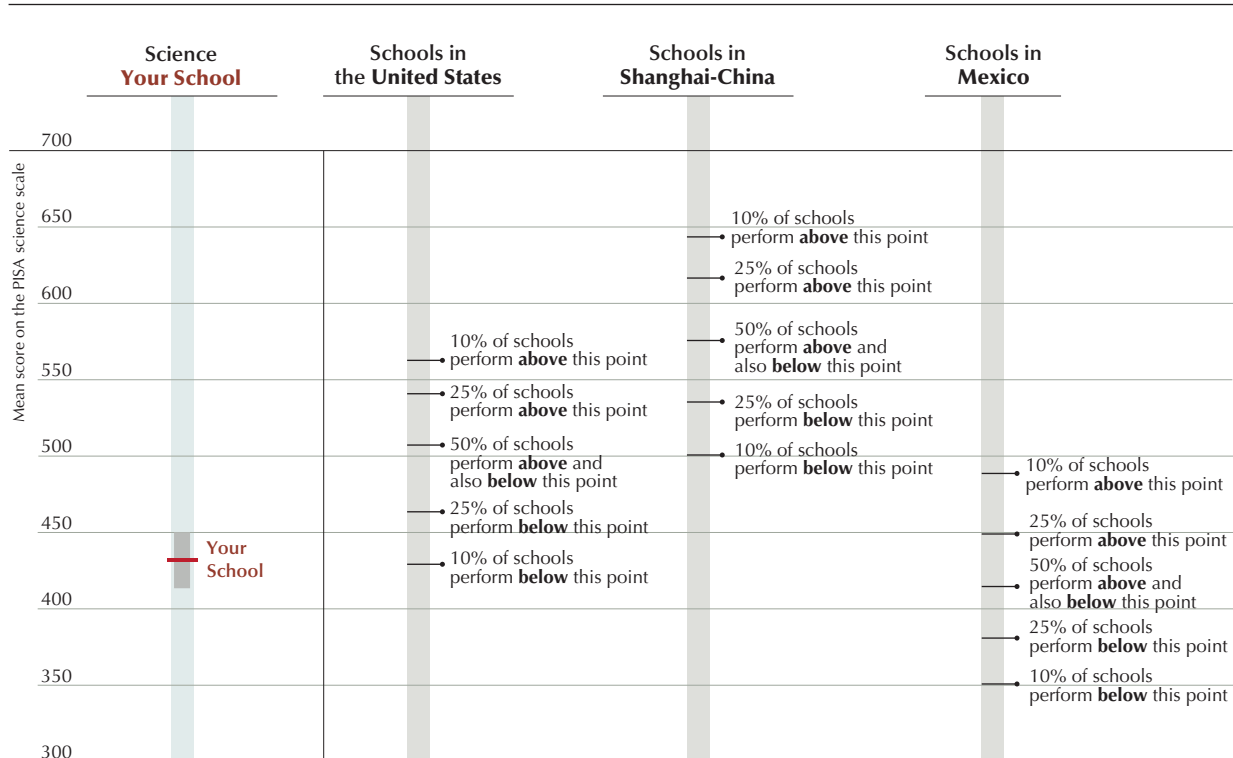 Science
Your School
Schools in
the United States
Schools in
Shanghai-China
Schools in
Mexico
Mean score on the PISA science scale
700
650
600
550
500
450
400
350
300
Your
School
10% of schools
perform above this point
25% of schools
perform above this point
50% of schools
perform above and
also below this point
25% of schools
perform below this point
10% of schools
perform below this point
10% of schools
perform above this point
25% of schools
perform above this point
50% of schools
perform above and
also below this point
25% of schools
perform below this point
10% of schools
perform below this point
10% of schools
perform above this point
25% of schools
perform above this point
50% of schools
perform above and
also below this point
25% of schools
perform below this point
10% of schools
perform below this point